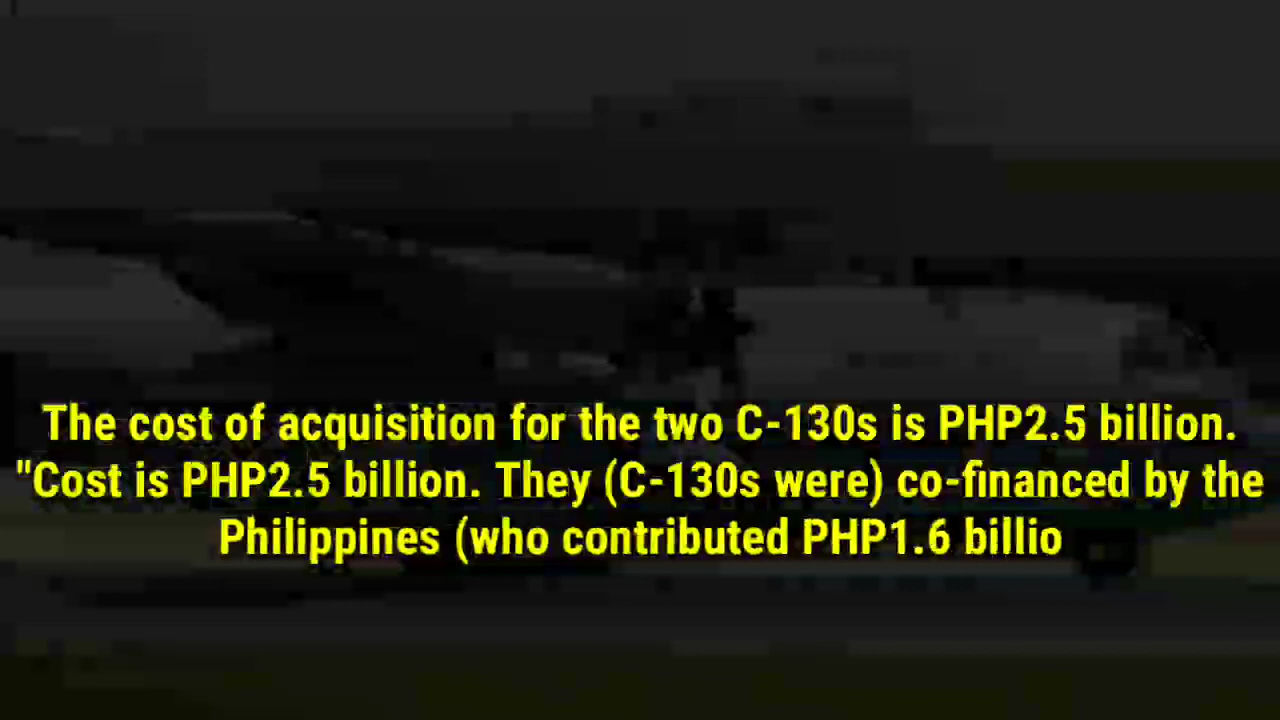 The cost of acquisition for the two C-130s is PHP2.5 billion.
"Cost is PHP2.5 billion. They (C-130s were) co-financed by the
Philippines (who contributed PHP1.6 billio